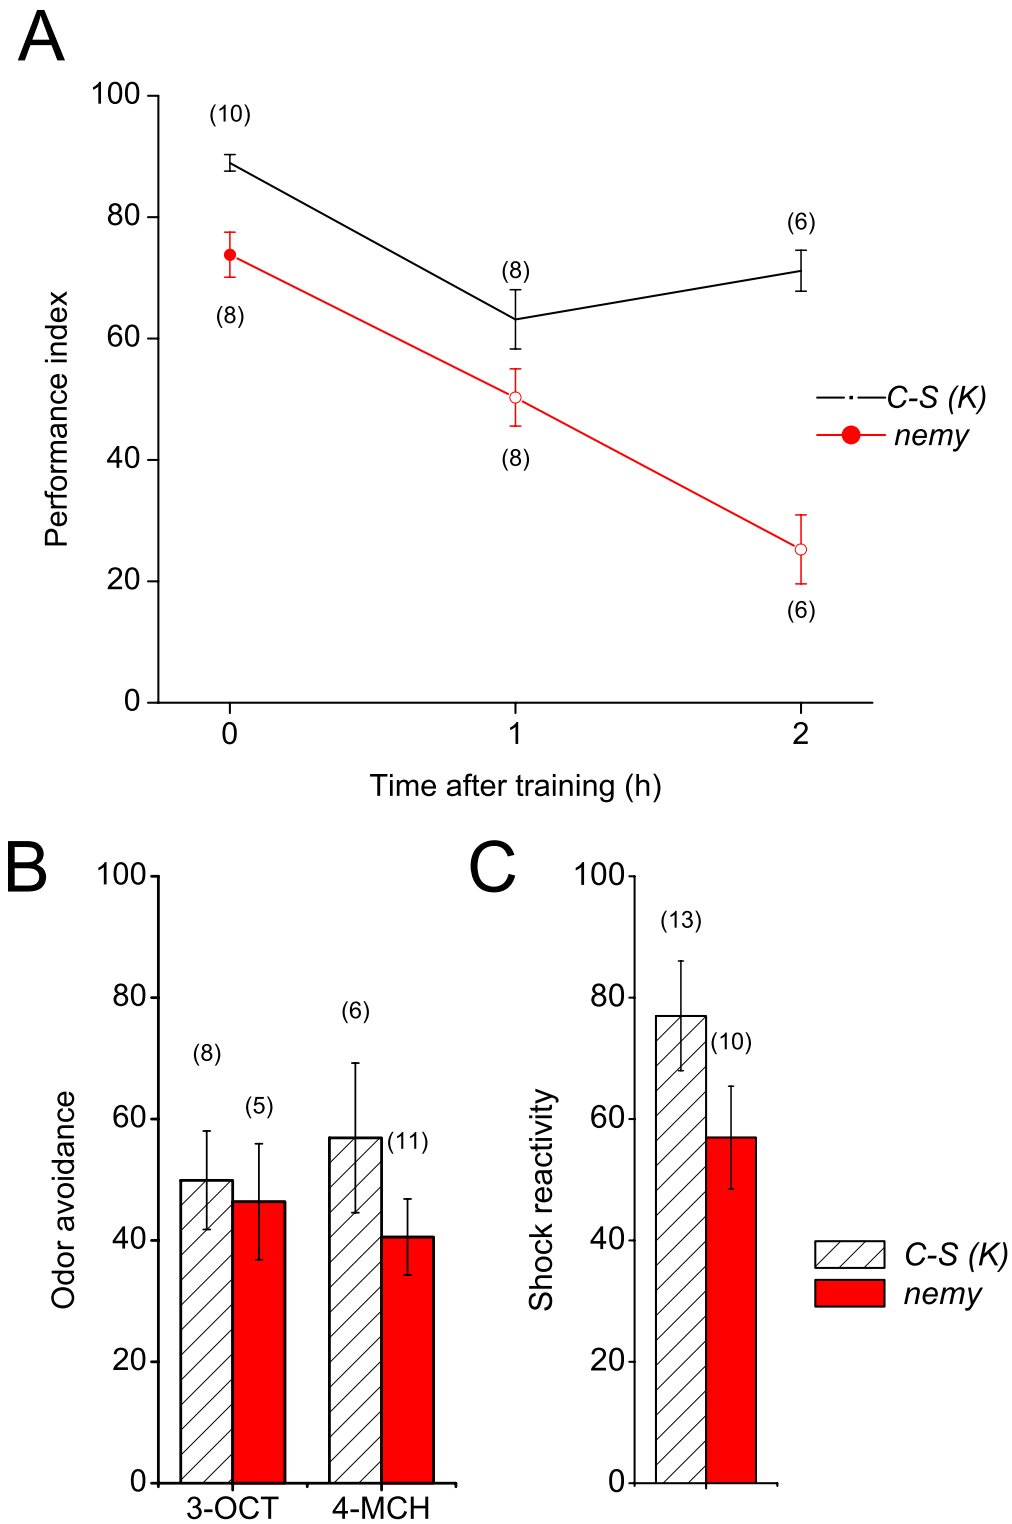 A
Performance index
100
80
60
40
20
0
(10)
(8)
(6)
(8)
(8)
(6)
C-S (K)
nemy
0 1 2
Time after training (h)
B
Odor avoidance
100
80
60
40
20
0
(8)
(5)
(6)
(11)
3-OCT 4-MCH
C
Shock reactivity
100
80
60
40
20
0
(13)
(10)
C-S (K)
nemy